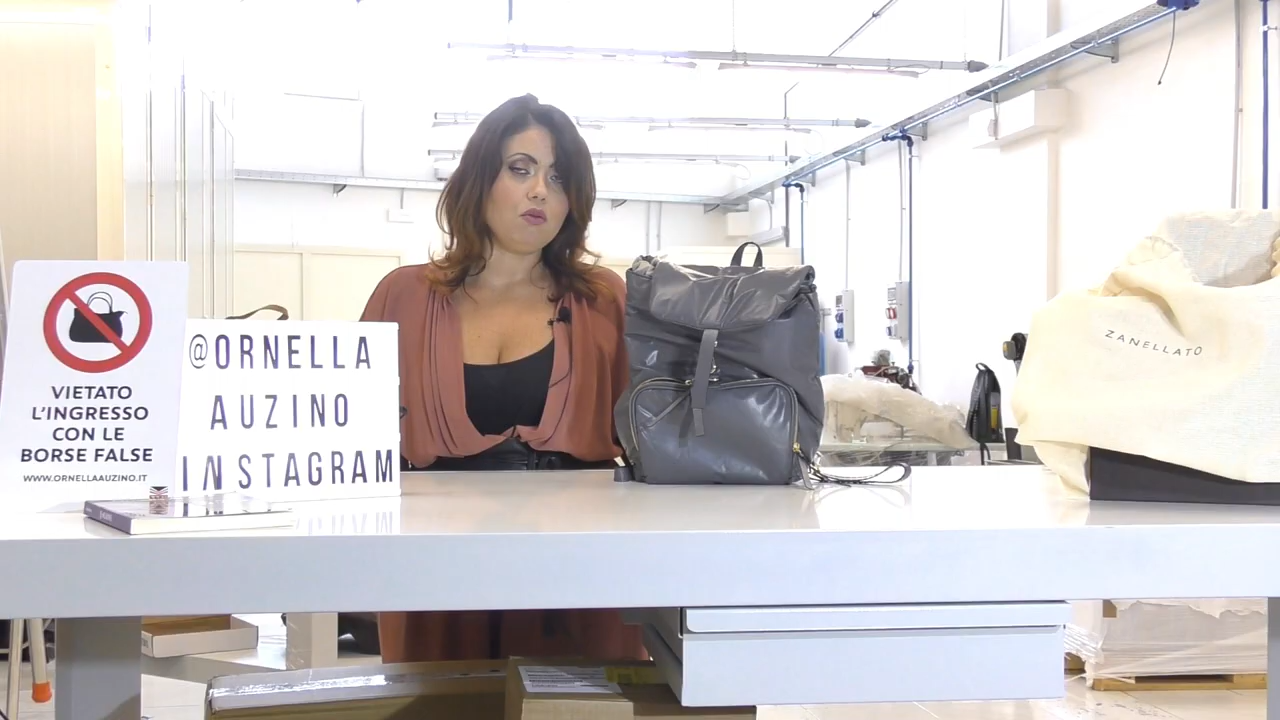 VIETATO
L'INGRESSO
CON LE
BORSE FALSE
WWW.ORNELLAAUZINO.IT
@ORNELLA
AUZINO
INSTAGRAM
ZANELLATO